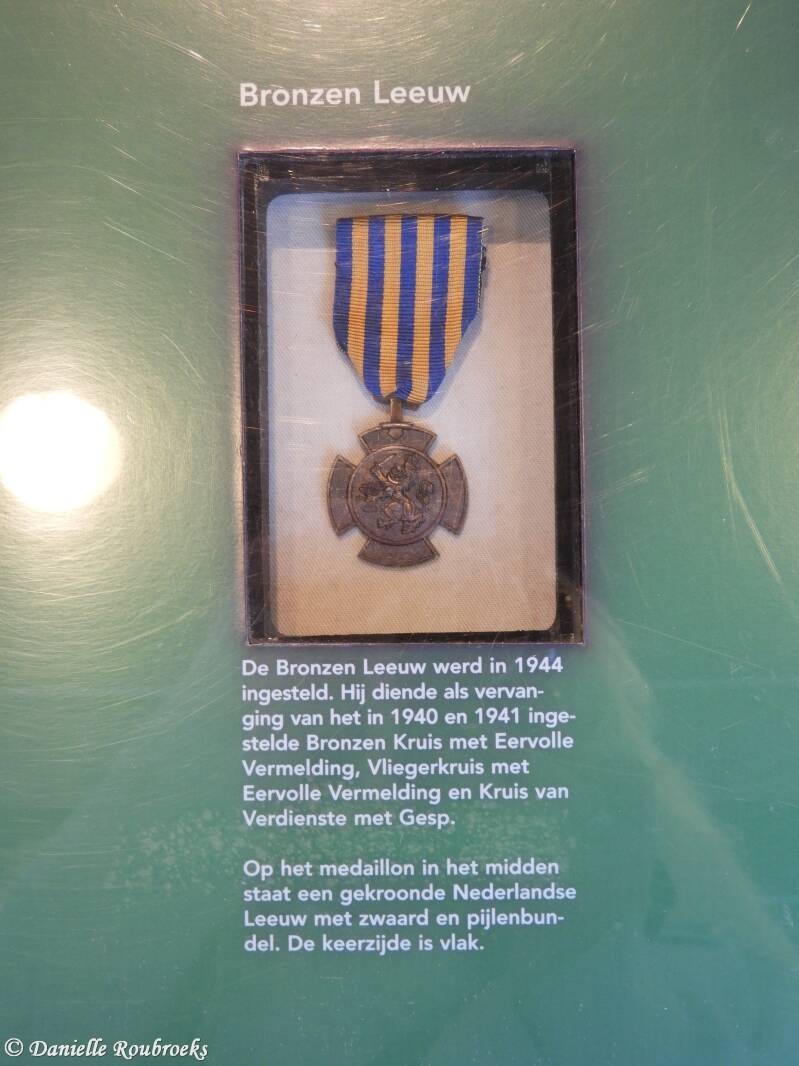 Bronzen Leeuw
De Bronzen Leeuw werd in 1944
ingesteld. Hij diende als vervan-
ging van het in 1940 en 1941 inge-
stelde Bronzen Kruis met Eervolle
Vermelding, Vliegerkruis met
Eervolle Vermelding en Kruis van
Verdienste met Gesp.
Op het medaillon in het midden
staat een gekroonde Nederlandse
Leeuw met zwaard en pijlenbun-
del. De keerzijde is vlak.
© Danielle Roubroeks